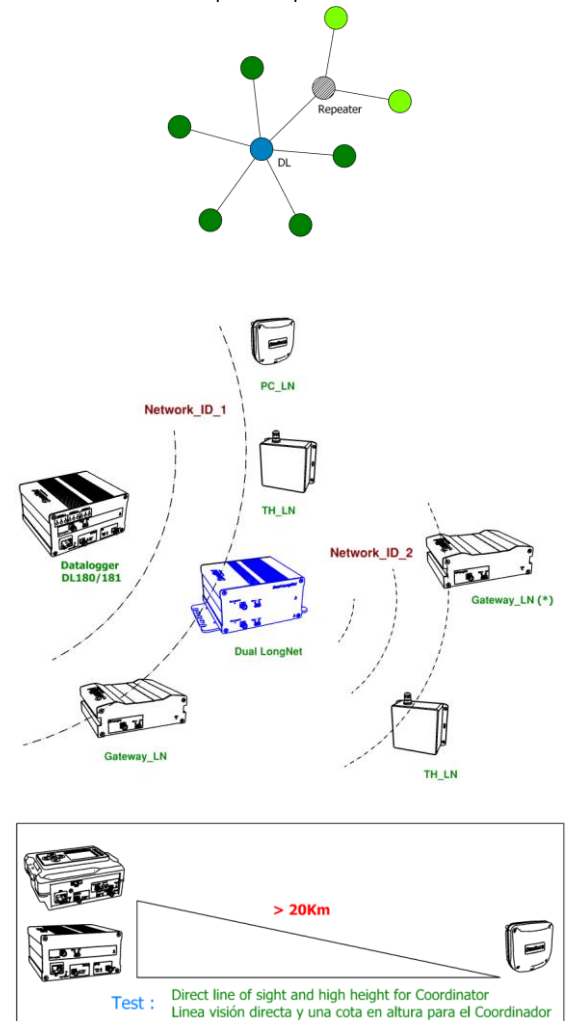 Repeater
DL
PC_LN
Network_ID_1
TH_LN
Datalogger
DL180/181
Network_ID_2
Gateway_LN (*)
Dual LongNet
Gateway_LN
TH_LN
> 20Km
Test : Direct line of sight and high height for Coordinator
Linea visión directa y una cota en altura para el Coordinador